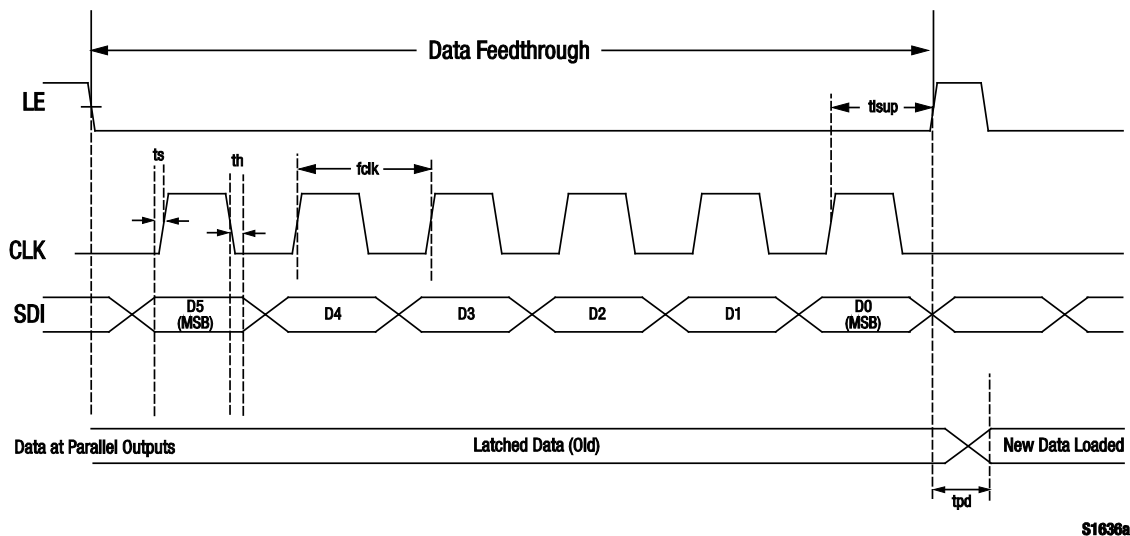 Data Feedthrough
LE
tlsup
ts
th
fclk
CLK
SDI
D5
(MSB)
D4
D3
D2
D1
D0
(MSB)
Data at Parallel Outputs
Latched Data (Old)
New Data Loaded
tpd
S1636a